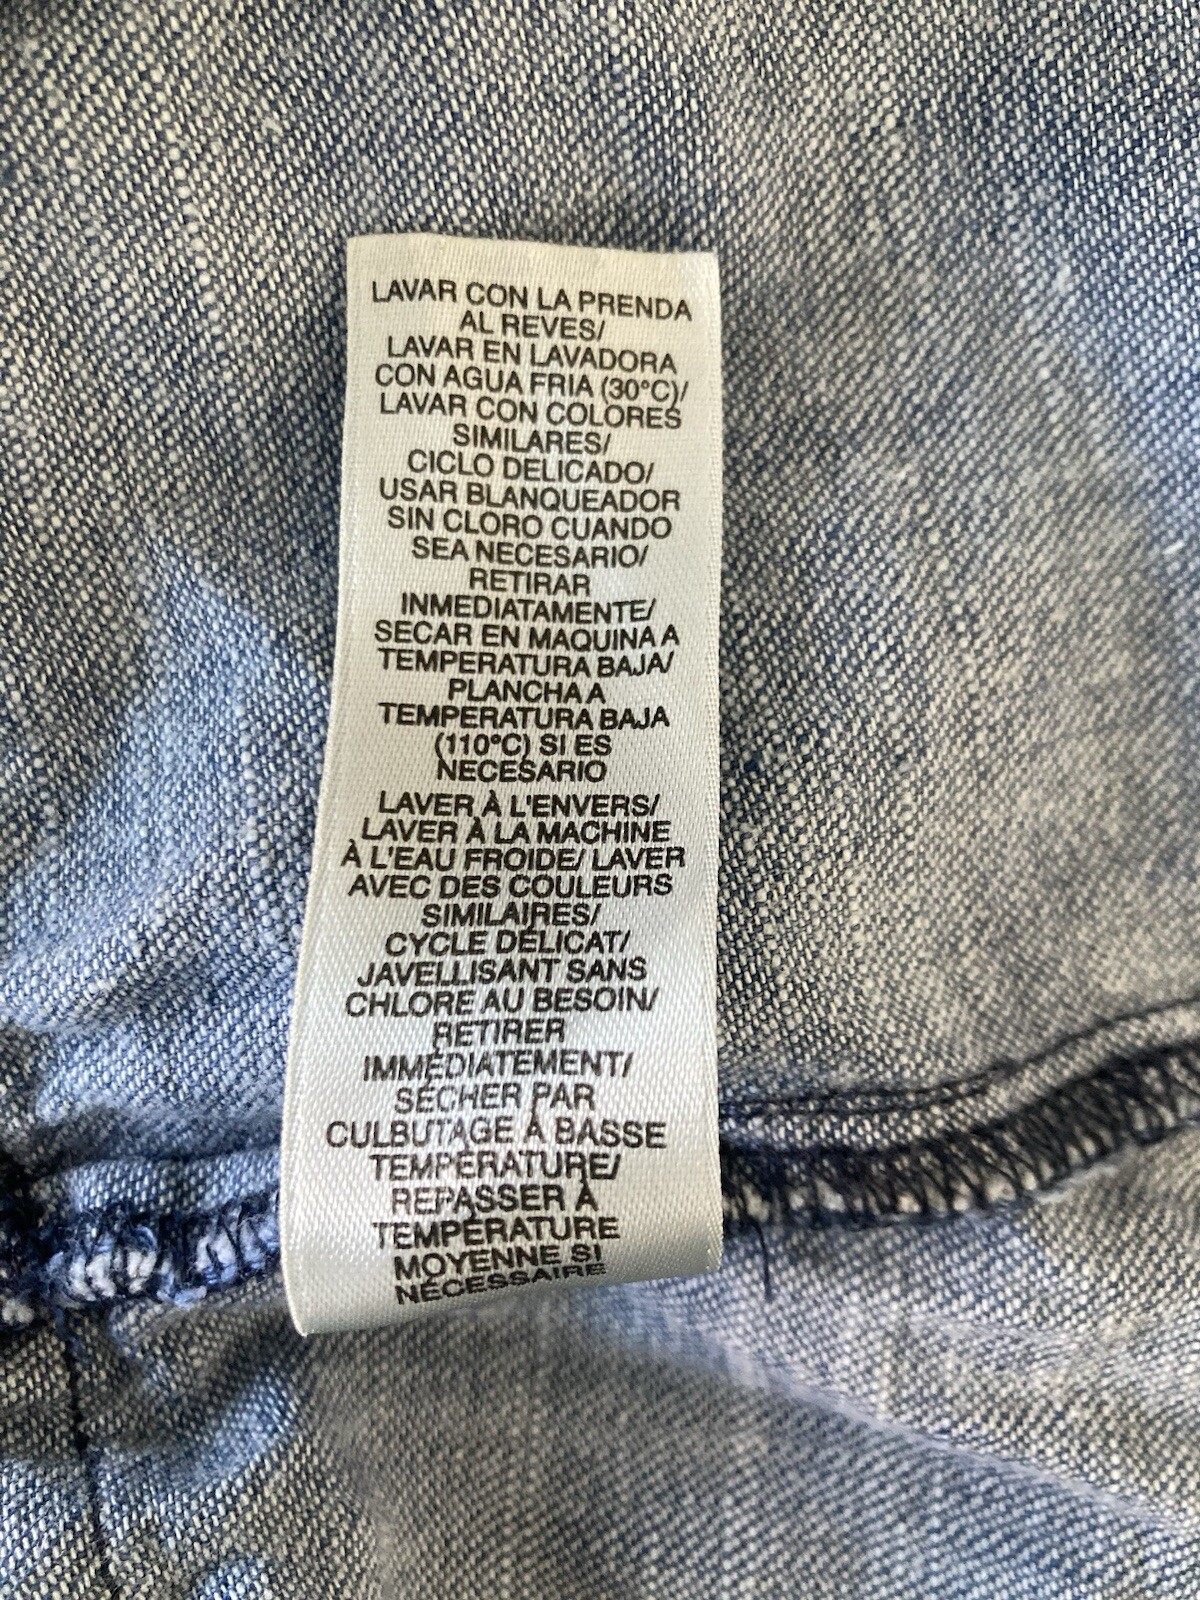 LAVAR CON LA PRENDA
AL REVES/
LAVAR EN LAVADORA
CON AGUA FRIA (30°C)/
LAVAR CON COLORES
SIMILARES/
CICLO DELICADO/
USAR BLANQUEADOR
SIN CLORO CUANDO
SEA NECESARIO/
RETIRAR
INMEDIATAMENTE/
SECAR EN MAQUINA A
TEMPERATURA BAJA/
PLANCHA A
TEMPERATURA BAJA
(110°C) SI ES
NECESARIO
LAVER À L'ENVERS/
LAVER À LA MACHINE
À L'EAU FROIDE/ LAVER
AVEC DES COULEURS
SIMILAIRES/
CYCLE DÉLICAT/
JAVELLISANT SANS
CHLORE AU BESOIN/
RETIRER
IMMÉDIATEMENT/
SÉCHER PAR
CULBUTAGE À BASSE
TEMPÉRATURE/
REPASSER À
TEMPÉRATURE
MOYENNE SI
NÉCESSAIRE